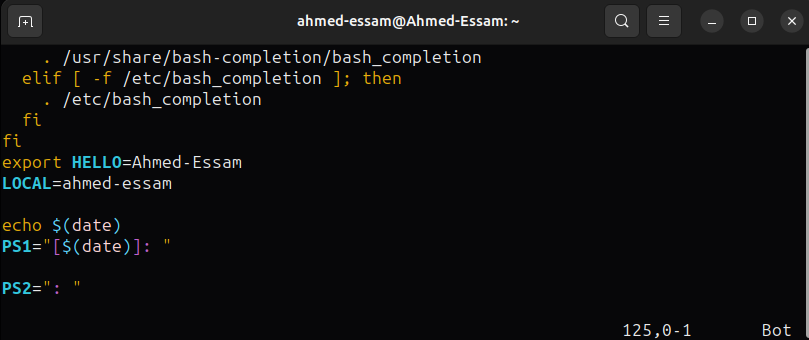 ahmed-essam@Ahmed-Essam: ~
    . /usr/share/bash-completion/bash_completion
  elif [ -f /etc/bash_completion ]; then
    . /etc/bash_completion
  fi
fi
export HELLO=Ahmed-Essam
LOCAL=ahmed-essam

echo $(date)
PS1="[$(date)]: "

PS2=": "

125,0-1 Bot